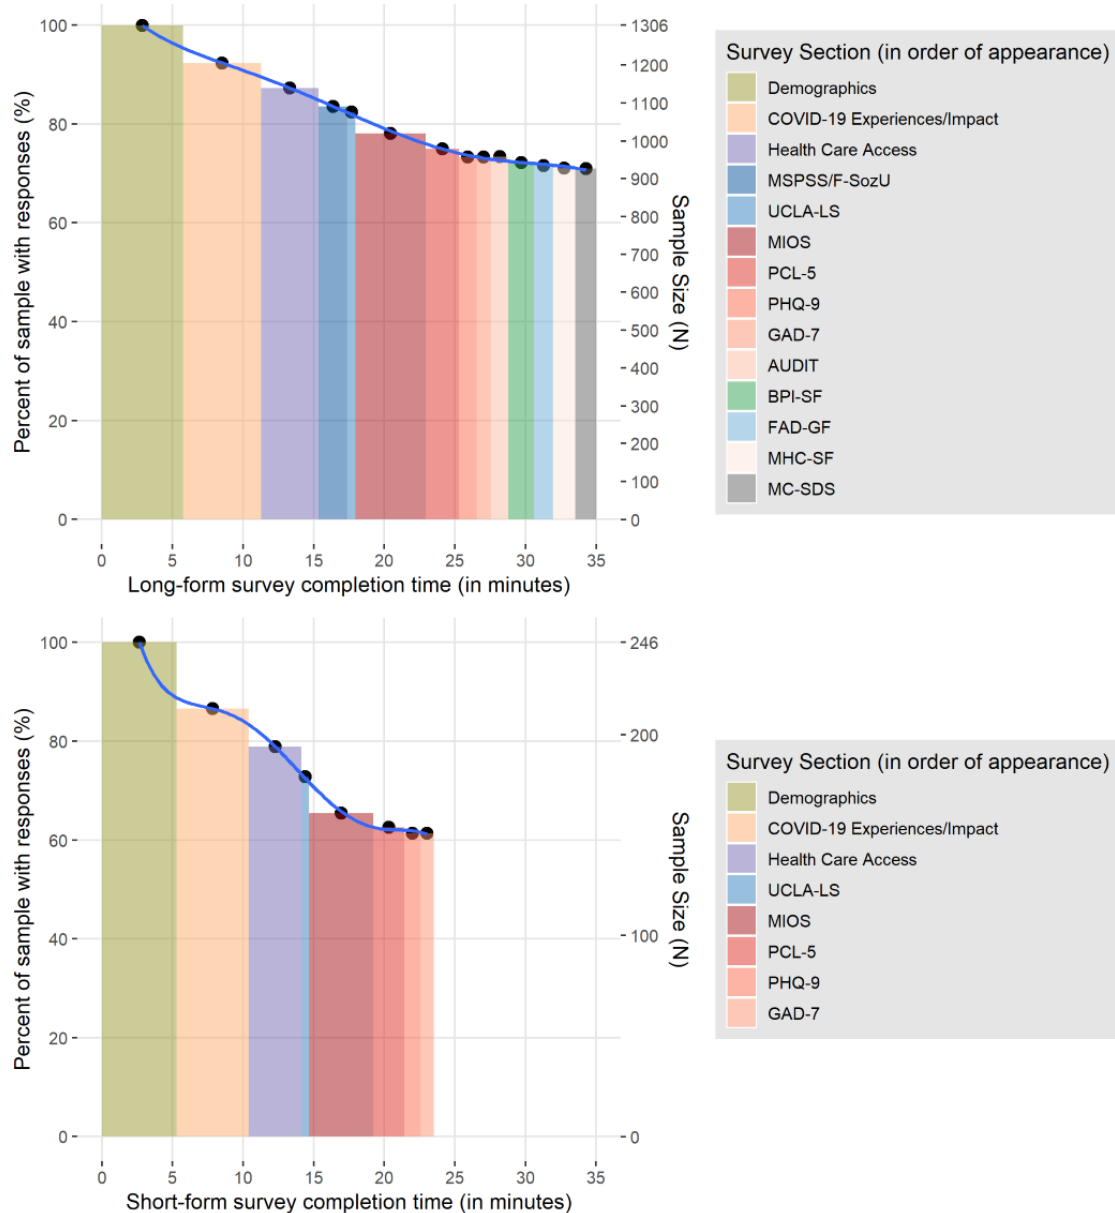 Percent of sample with responses (%)
100
80
60
40
20
0
1306
1200
1100
1000
900
800
700
600
500
400
300
200
100
0
Sample Size (N)
0 5 10 15 20 25 30 35
Long-form survey completion time (in minutes)
Survey Section (in order of appearance)
Demographics
COVID-19 Experiences/Impact
Health Care Access
MSPSS/F-SozU
UCLA-LS
MIOS
PCL-5
PHQ-9
GAD-7
AUDIT
BPI-SF
FAD-GF
MHC-SF
MC-SDS
Percent of sample with responses (%)
100
80
60
40
20
0
246
200
100
0
Sample Size (N)
0 5 10 15 20 25 30 35
Short-form survey completion time (in minutes)
Survey Section (in order of appearance)
Demographics
COVID-19 Experiences/Impact
Health Care Access
UCLA-LS
MIOS
PCL-5
PHQ-9
GAD-7